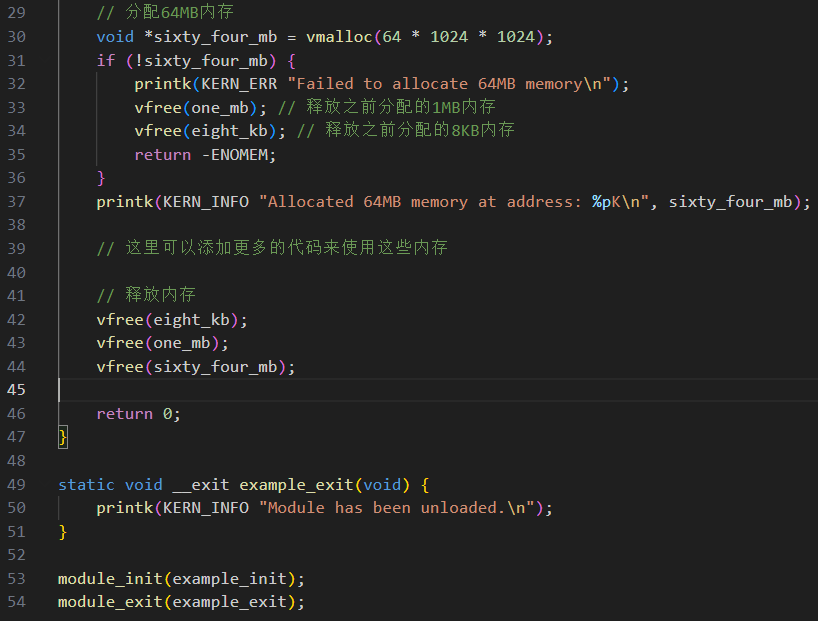 29     // 分配64MB内存
30     void *sixty_four_mb = vmalloc(64 * 1024 * 1024);
31     if (!sixty_four_mb) {
32         printk(KERN_ERR "Failed to allocate 64MB memory\n");
33         vfree(one_mb); // 释放之前分配的1MB内存
34         vfree(eight_kb); // 释放之前分配的8KB内存
35         return -ENOMEM;
36     }
37     printk(KERN_INFO "Allocated 64MB memory at address: %pK\n", sixty_four_mb);
38
39     // 这里可以添加更多的代码来使用这些内存
40
41     // 释放内存
42     vfree(eight_kb);
43     vfree(one_mb);
44     vfree(sixty_four_mb);
45
46     return 0;
47 }
48
49 static void __exit example_exit(void) {
50     printk(KERN_INFO "Module has been unloaded.\n");
51 }
52
53 module_init(example_init);
54 module_exit(example_exit);